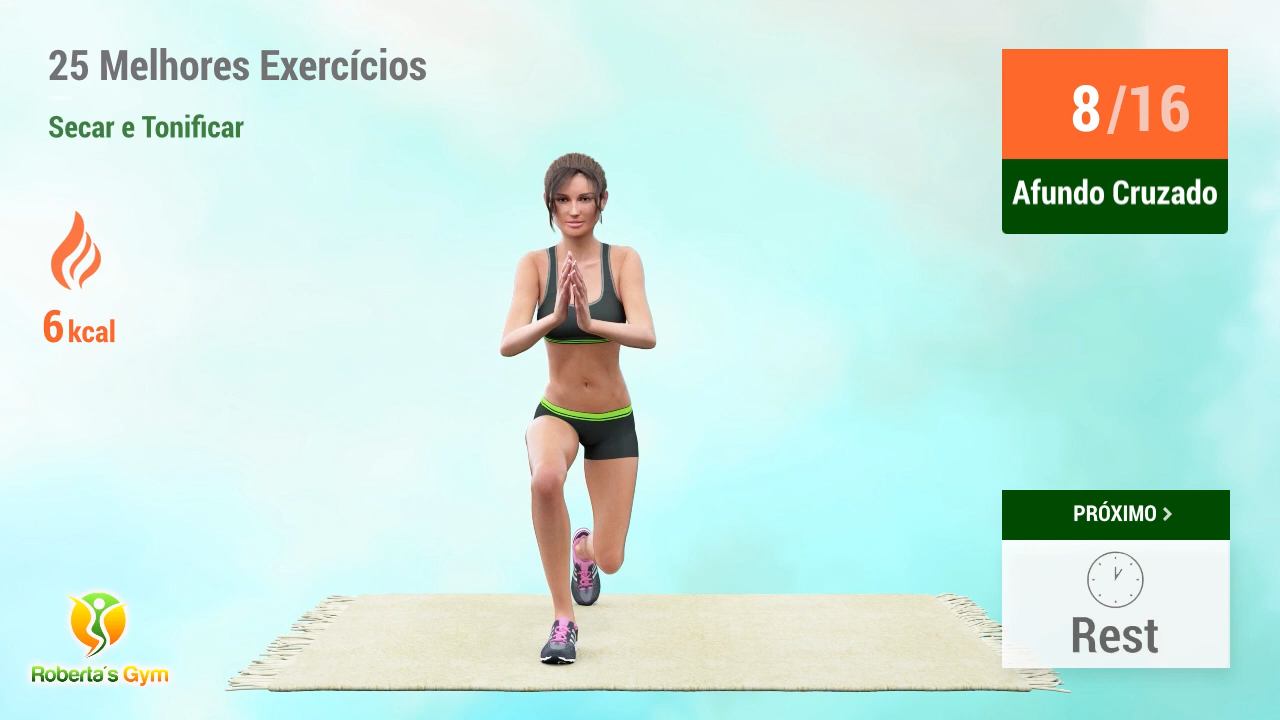 25 Melhores Exercícios
Secar e Tonificar
8/16
Afundo Cruzado
6 kcal
PRÓXIMO >
Rest
Roberta´s Gym